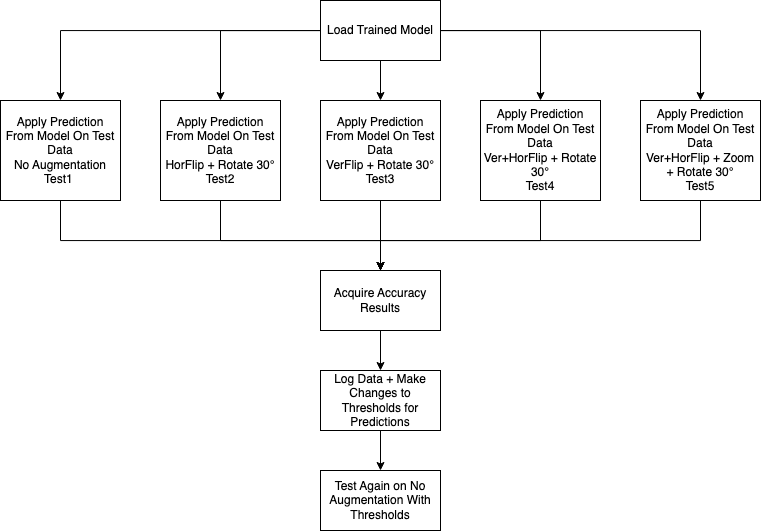 Load Trained Model
Apply Prediction
From Model On Test
Data
No Augmentation
Test1
Apply Prediction
From Model On Test
Data
HorFlip + Rotate 30°
Test2
Apply Prediction
From Model On Test
Data
VerFlip + Rotate 30°
Test3
Apply Prediction
From Model On Test
Data
Ver+HorFlip + Rotate
30°
Test4
Apply Prediction
From Model On Test
Data
Ver+HorFlip + Zoom
+ Rotate 30°
Test5
Acquire Accuracy
Results
Log Data + Make
Changes to
Thresholds for
Predictions
Test Again on No
Augmentation With
Thresholds